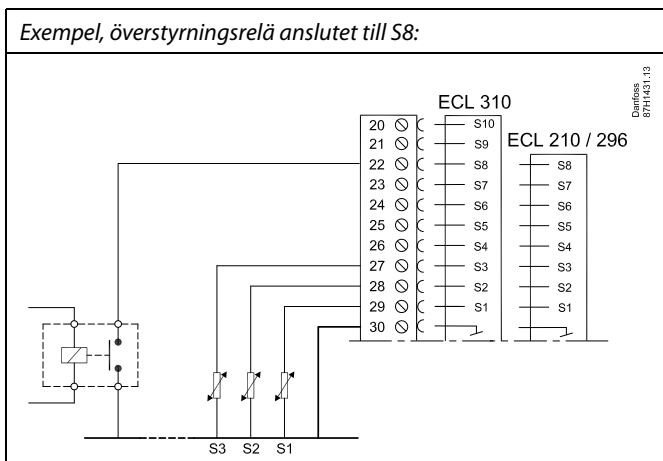 Exempel, överstyrningsrelä anslutet till S8:
Danfoss
87H1431.13
ECL 310
ECL 210 / 296
20 S10
21 S9
22 S8 S8
23 S7 S7
24 S6 S6
25 S5 S5
26 S4 S4
27 S3 S3
28 S2 S2
29 S1 S1
30
S3 S2 S1